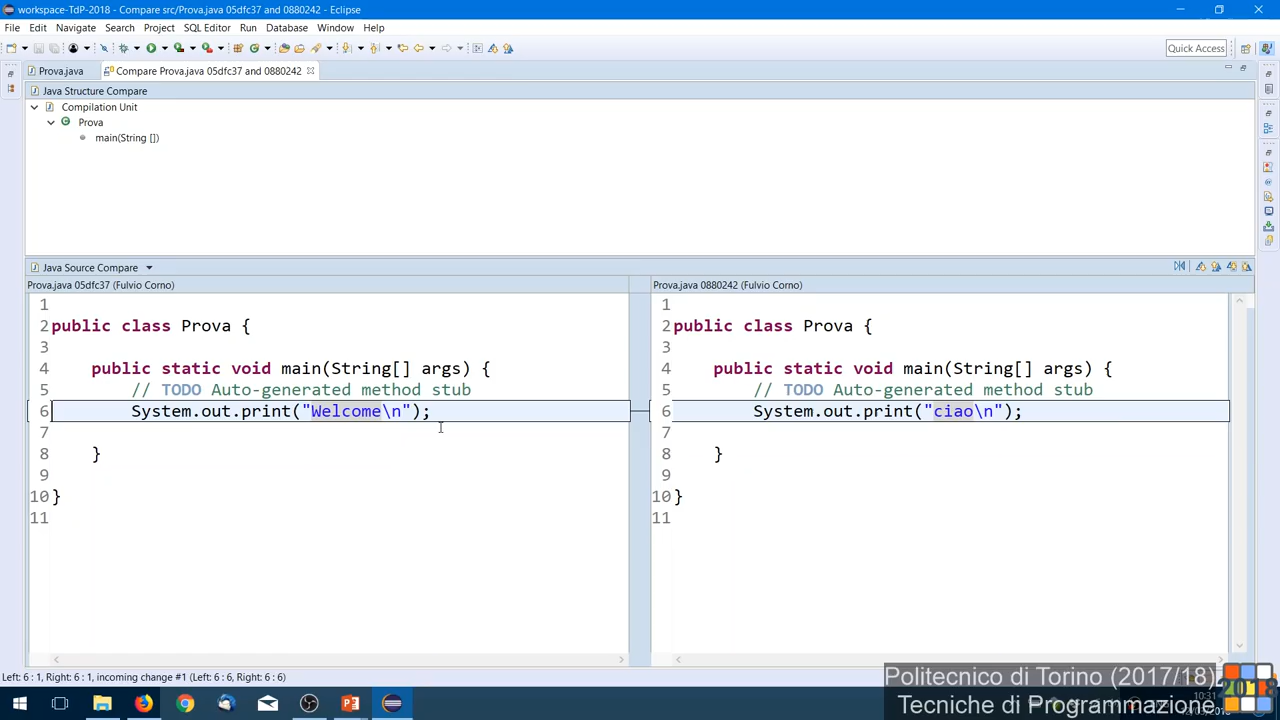 workspace-TdP-2018 - Compare src/Prova.java 05dfc37 and 0880242 - Eclipse
File Edit Navigate Search Project SQL Editor Run Database Window Help
Quick Access
Prova.java Compare Prova.java 05dfc37 and 0880242
Java Structure Compare
Compilation Unit
Prova
main(String [])
Java Source Compare
Prova.java 05dfc37 (Fulvio Corno)
1
2 public class Prova {
3
4 public static void main(String[] args) {
5 // TODO Auto-generated method stub
6 System.out.print("Welcome\n");
7
8 }
9
10 }
11
Prova.java 0880242 (Fulvio Corno)
1
2 public class Prova {
3
4 public static void main(String[] args) {
5 // TODO Auto-generated method stub
6 System.out.print("ciao\n");
7
8 }
9
10 }
11
Left: 6 : 1, Right: 6 : 1, incoming change #1 (Left: 6 : 6, Right: 6 : 6)
Politecnico di Torino (2017/18)
Tecniche di Programmazione
2018
10:31